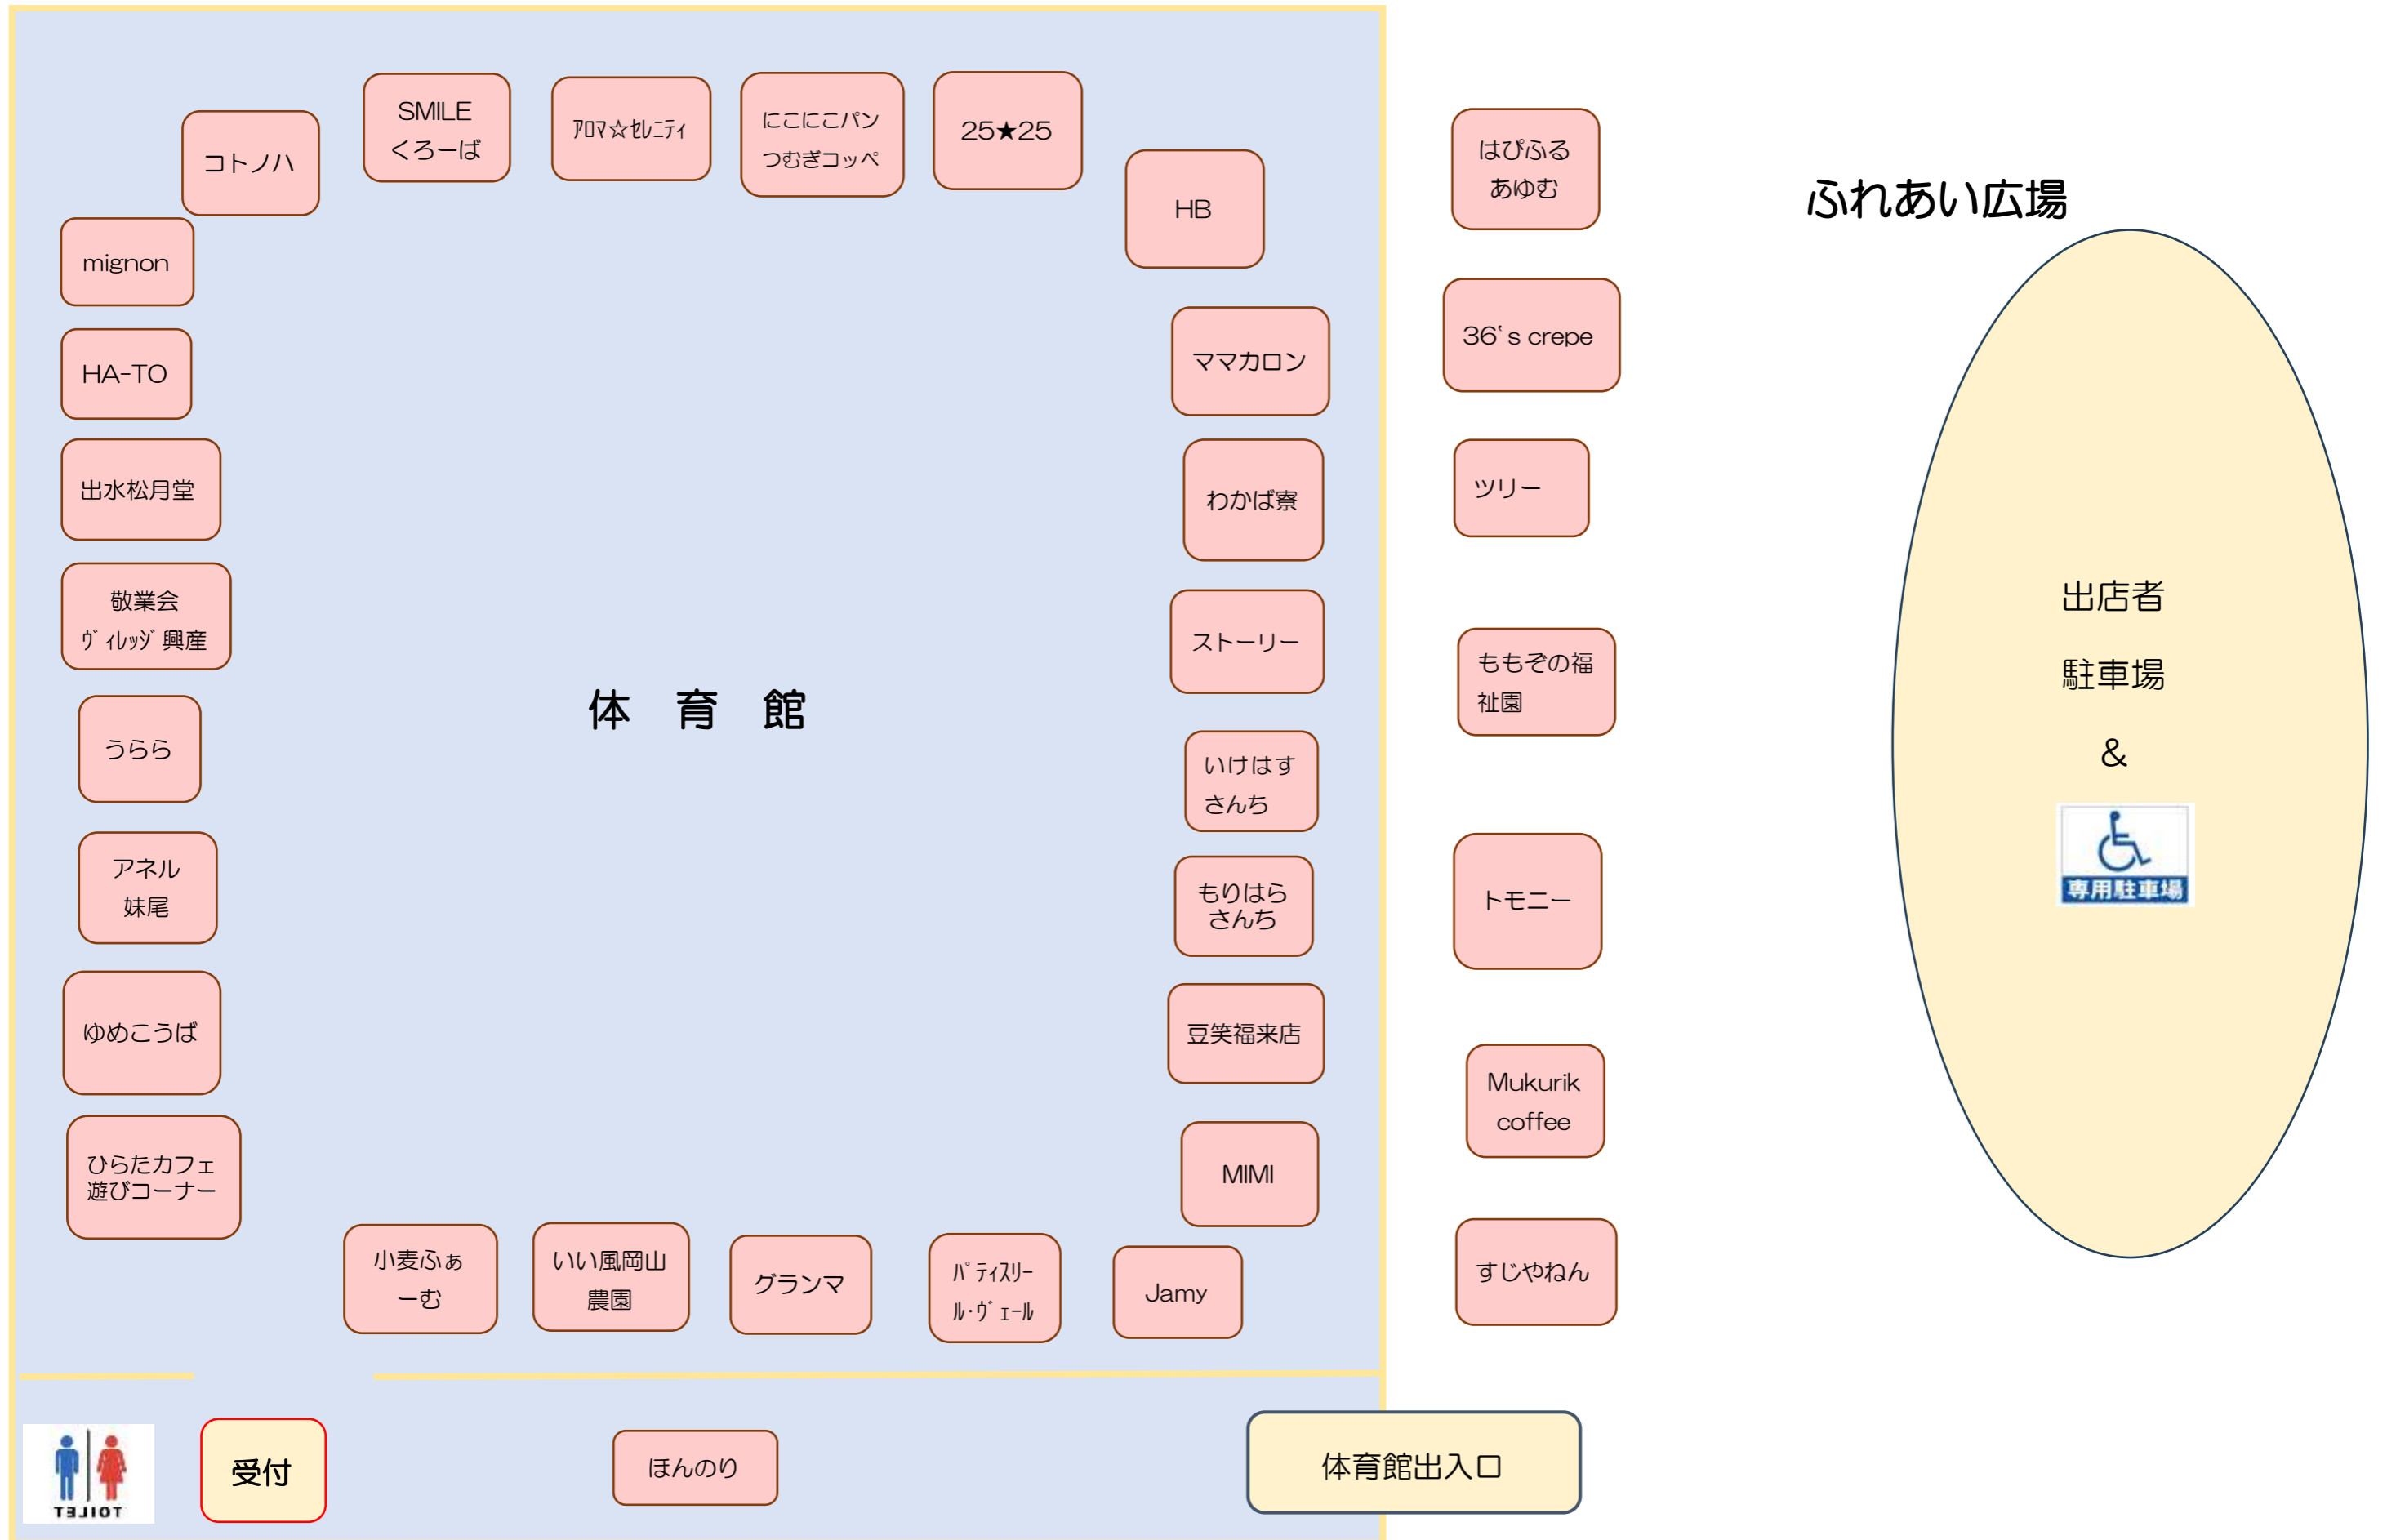 SMILE
くろーば
ｱﾛﾏ☆ｾﾚﾆﾃｨ
にこにこパン
つむぎコッペ
25★25
コトノハ
HB
はぴふる
あゆむ
ふれあい広場
mignon
36‘s crepe
HA-TO
ママカロン
出水松月堂
わかば寮
ツリー
敬業会
ｳﾞｨﾚｯｼﾞ興産
ストーリー
ももぞの福
祉園
出店者
駐車場
&
専用駐車場
体 育 館
うらら
いけはす
さんち
アネル
妹尾
もりはら
さんち
トモニー
ゆめこうば
豆笑福来店
Mukurik
coffee
ひらたカフェ
遊びコーナー
MIMI
小麦ふぁ
ーむ
いい風岡山
農園
グランマ
ﾊﾟﾃｨｽﾘｰ
ﾙ･ｳﾞｪｰﾙ
Jamy
すじやねん
TOILET
受付
ほんのり
体育館出入口